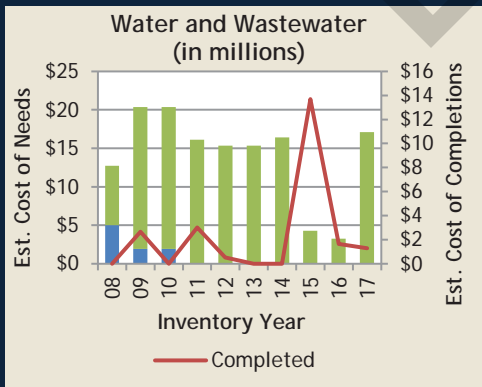 Water and Wastewater
(in millions)
Est. Cost of Needs
$25
$20
$15
$10
$5
$0
$16
$14
$12
$10
$8
$6
$4
$2
$0
Est. Cost of Completions
08 09 10 11 12 13 14 15 16 17
Inventory Year
Completed